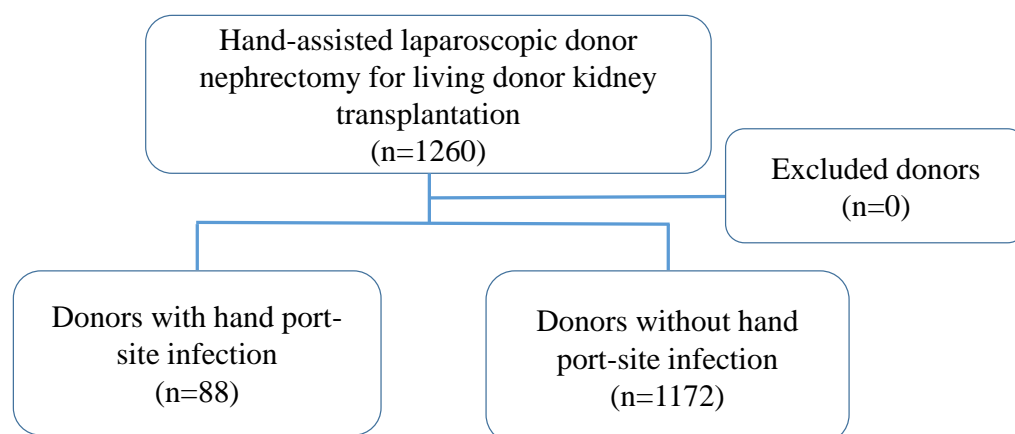 Hand-assisted laparoscopic donor
nephrectomy for living donor kidney
transplantation
(n=1260)
Excluded donors
(n=0)
Donors with hand port-
site infection
(n=88)
Donors without hand
port-site infection
(n=1172)